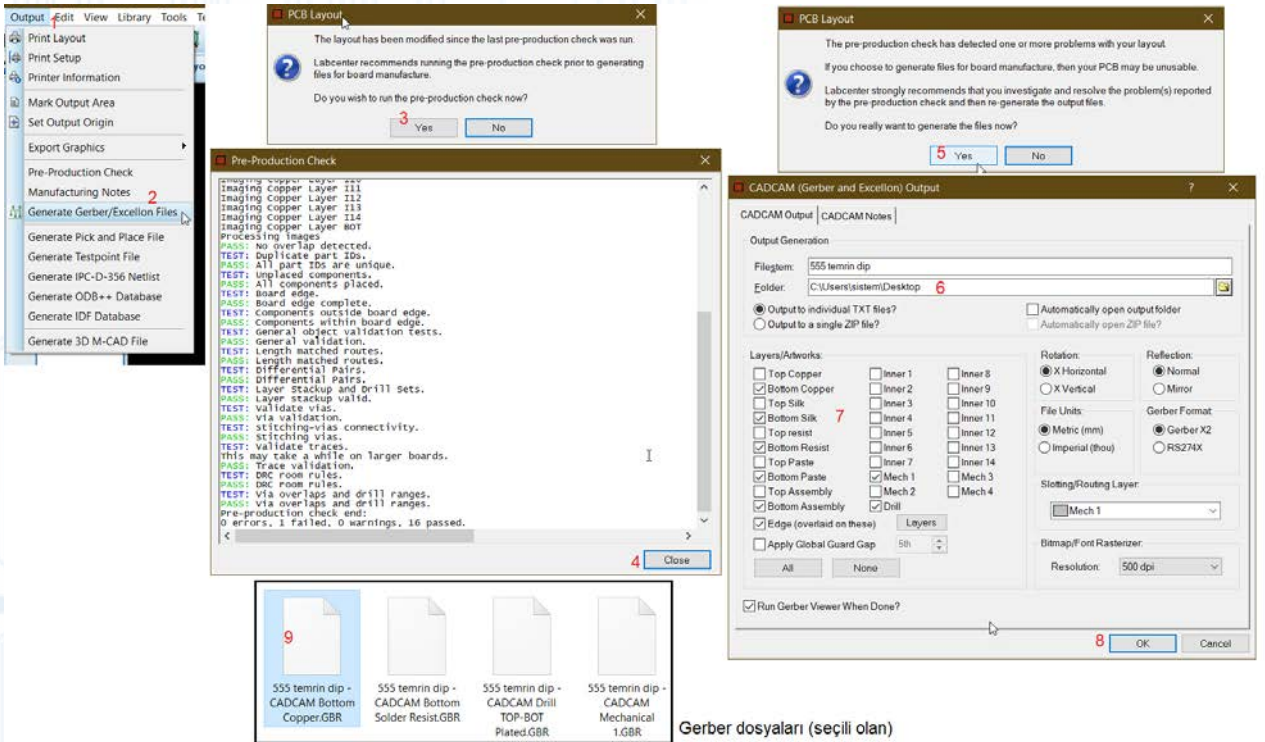 Output Edit View Library Tools Te
1
Print Layout
Print Setup
Printer Information
Mark Output Area
Set Output Origin
Export Graphics
Pre-Production Check
Manufacturing Notes
2
Generate Gerber/Excellon Files
Generate Pick and Place File
Generate Testpoint File
Generate IPC-D-356 Netlist
Generate ODB++ Database
Generate IDF Database
Generate 3D M-CAD File
PCB Layout
The layout has been modified since the last pre-production check was run.
Labcenter recommends running the pre-production check prior to generating
files for board manufacture.
Do you wish to run the pre-production check now?
3
Yes No
PCB Layout
The pre-production check has detected one or more problems with your layout.
If you choose to generate files for board manufacture, then your PCB may be unusable.
Labcenter strongly recommends that you investigate and resolve the problem(s) reported
by the pre-production check and then re-generate the output files.
Do you really want to generate the files now?
5 Yes No
Pre-Production Check
Imaging Copper Layer I11
Imaging Copper Layer I12
Imaging Copper Layer I13
Imaging Copper Layer I14
Imaging Copper Layer BOT
Processing images
PASS: No overlap detected.
TEST: Duplicate part IDs.
PASS: All part IDs are unique.
TEST: Unplaced components.
PASS: All components placed.
TEST: Board edge.
PASS: Board edge complete.
TEST: Components outside board edge.
PASS: Components within board edge.
TEST: General object validation tests.
PASS: General validation.
TEST: Length matched routes.
PASS: Length matched routes.
TEST: Differential Pairs.
PASS: Differential Pairs.
TEST: Layer Stackup and Drill Sets.
PASS: Layer stackup valid.
TEST: Validate vias.
PASS: Via validation.
TEST: Stitching-vias connectivity.
PASS: Stitching vias.
TEST: Validate traces.
This may take a while on larger boards.
PASS: Trace validation.
TEST: DRC room rules.
PASS: DRC room rules.
TEST: Via overlaps and drill ranges.
PASS: Via overlaps and drill ranges.
Pre-production check end:
0 errors, 1 failed, 0 warnings, 16 passed.
4 Close
CADCAM (Gerber and Excellon) Output ?
CADCAM Output CADCAM Notes
Output Generation
Filestem: 555 temrin dip
Folder: C:\Users\sistem\Desktop 6
Output to individual TXT files? Automatically open output folder
Output to a single ZIP file? Automatically open ZIP file?
Layers/Artworks: Rotation: Reflection:
Top Copper Inner 1 Inner 8 X Horizontal Normal
Bottom Copper Inner 2 Inner 9 X Vertical Mirror
Top Silk Inner 3 Inner 10 File Units: Gerber Format:
Bottom Silk 7 Inner 4 Inner 11
Top resist Inner 5 Inner 12 Metric (mm) Gerber X2
Bottom Resist Inner 6 Inner 13 Imperial (thou) RS274X
Top Paste Inner 7 Inner 14
Bottom Paste Mech 1 Mech 3 Slotting/Routing Layer:
Top Assembly Mech 2 Mech 4
Bottom Assembly Drill Mech 1
Edge (overlaid on these) Layers
Apply Global Guard Gap 5th Bitmap/Font Rasterizer:
All None Resolution: 500 dpi
Run Gerber Viewer When Done?
8 OK Cancel
9
555 temrin dip - CADCAM Bottom Copper.GBR
555 temrin dip - CADCAM Bottom Solder Resist.GBR
555 temrin dip - CADCAM Drill TOP-BOT Plated.GBR
555 temrin dip - CADCAM Mechanical 1.GBR
Gerber dosyaları (seçili olan)